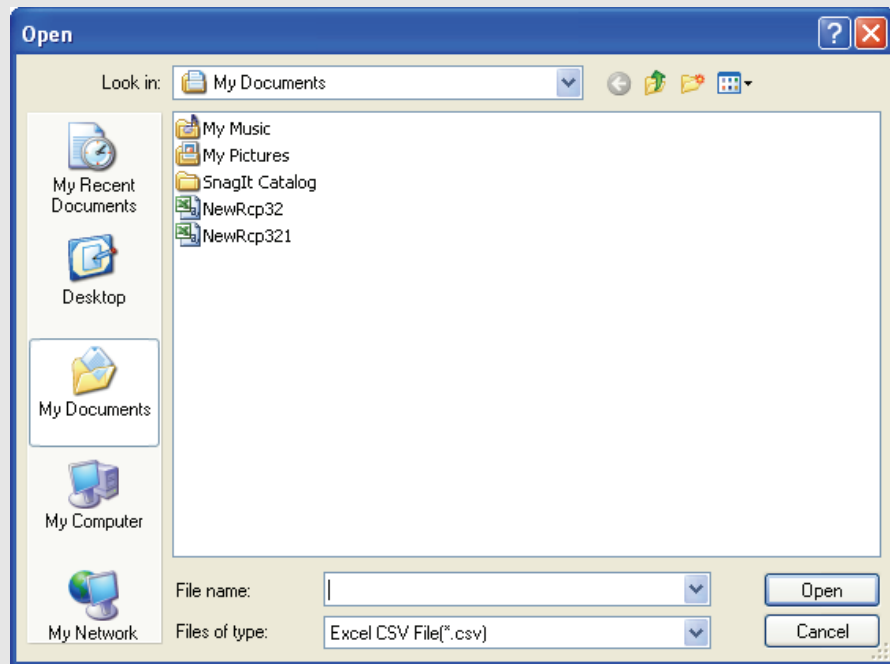 Open
Look in: My Documents
My Recent
Documents
Desktop
My Documents
My Computer
My Network
My Music
My Pictures
SnagIt Catalog
NewRcp32
NewRcp321
File name:
Open
Files of type: Excel CSV File(*.csv)
Cancel